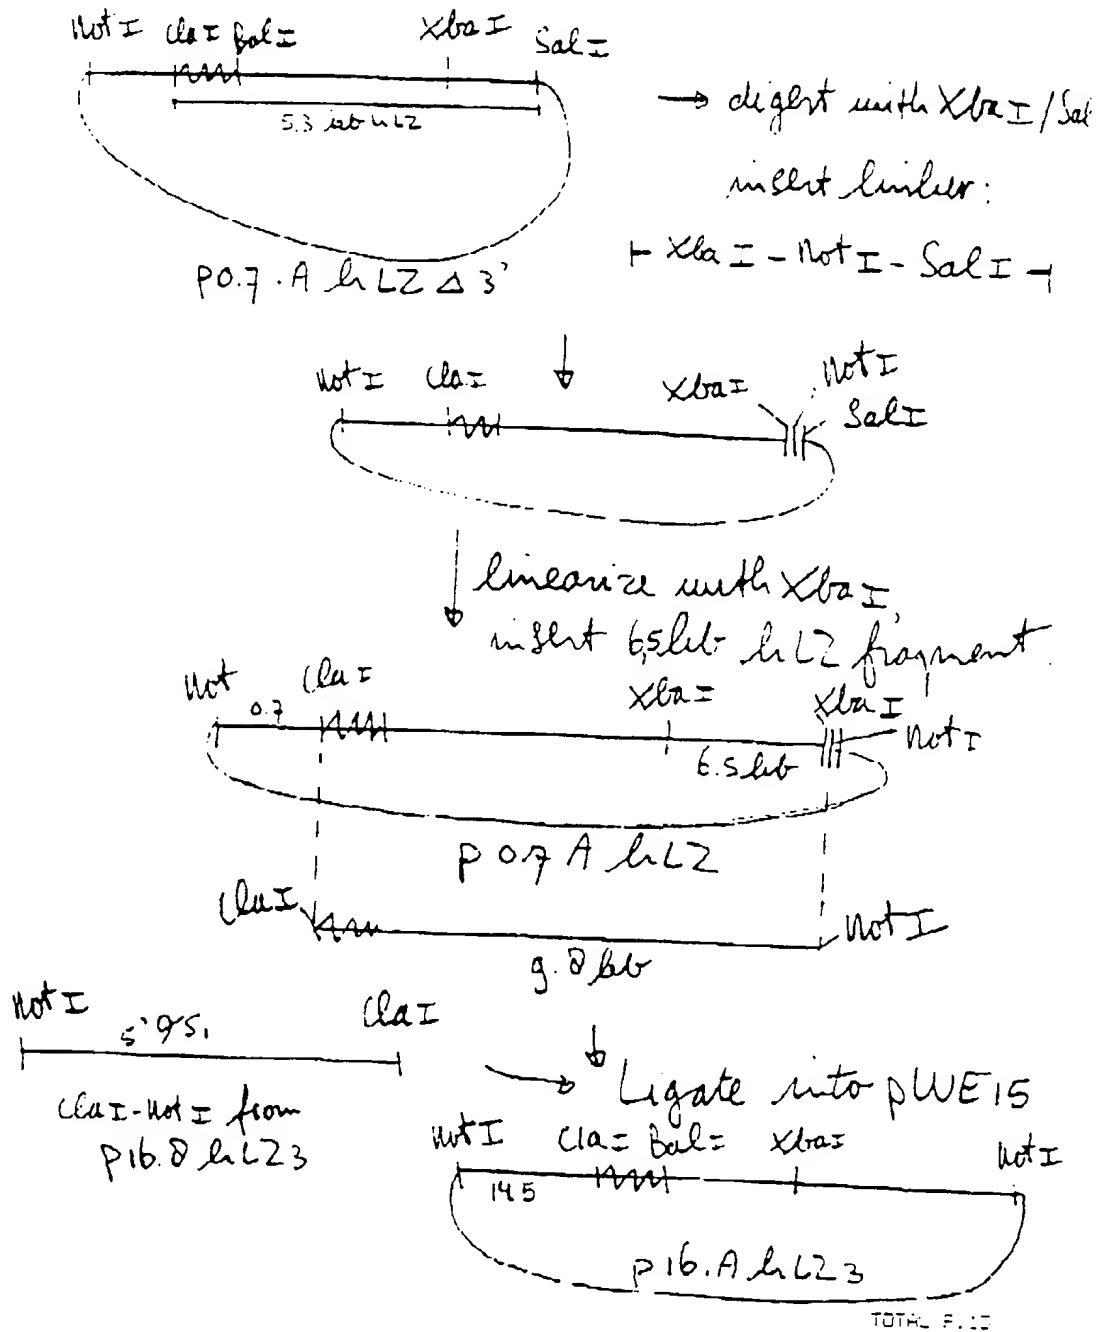 Not I Cla I Bal I Xba I Sal I
5.3 kb hLZ
→ digest with Xba I / Sal
insert linker:
⊢ Xba I - Not I - Sal I ⊣
p0.7.A hLZ Δ 3'
Not I Cla I Xba I Not I
Sal I
linearize with Xba I,
insert 6,5 kb hLZ fragment.
Not Cla I Xba I Xba I
0.7 Not I
6.5 kb
p 0.7 A hLZ
Cla I Not I
9.8 kb
Not I Cla I
Ligate into pWE15
Cla I - Not I from
p16.8 hLZ3
Not I Cla I Bal I Xba I Not I
14.5
p16.A hLZ3